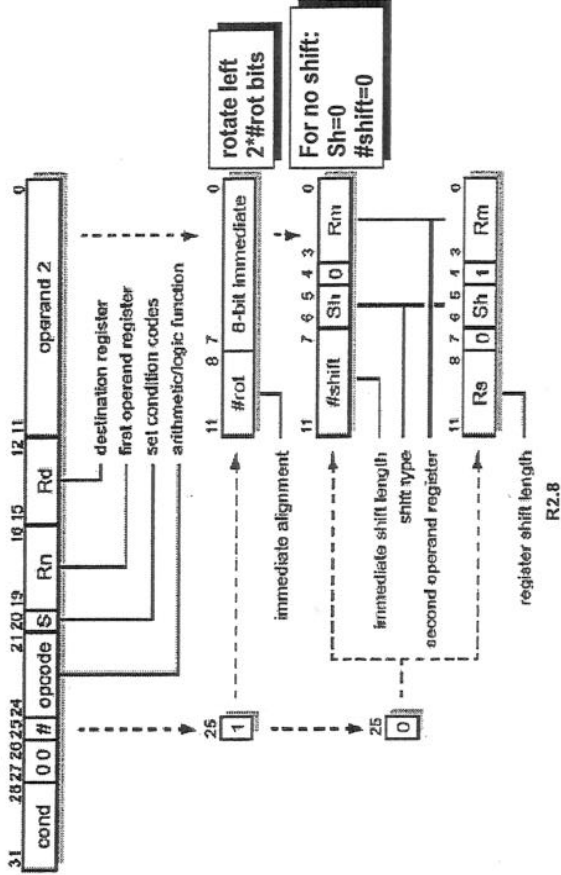 31 28 27 26 25 24 21 20 19 16 15 12 11 0
cond 0 0 # opcode S Rn Rd operand 2
destination register
first operand register
set condition codes
arithmetic/logic function
25
1
11 8 7 0
#rot 8-bit immediate
rotate left
2*#rot bits
immediate alignment
25
0
11 7 6 5 4 3 0
#shift Sh 0 Rm
For no shift:
Sh=0
#shift=0
immediate shift length
shift type
second operand register
11 8 7 6 5 4 3 0
Rs 0 Sh 1 Rm
register shift length
R2.8